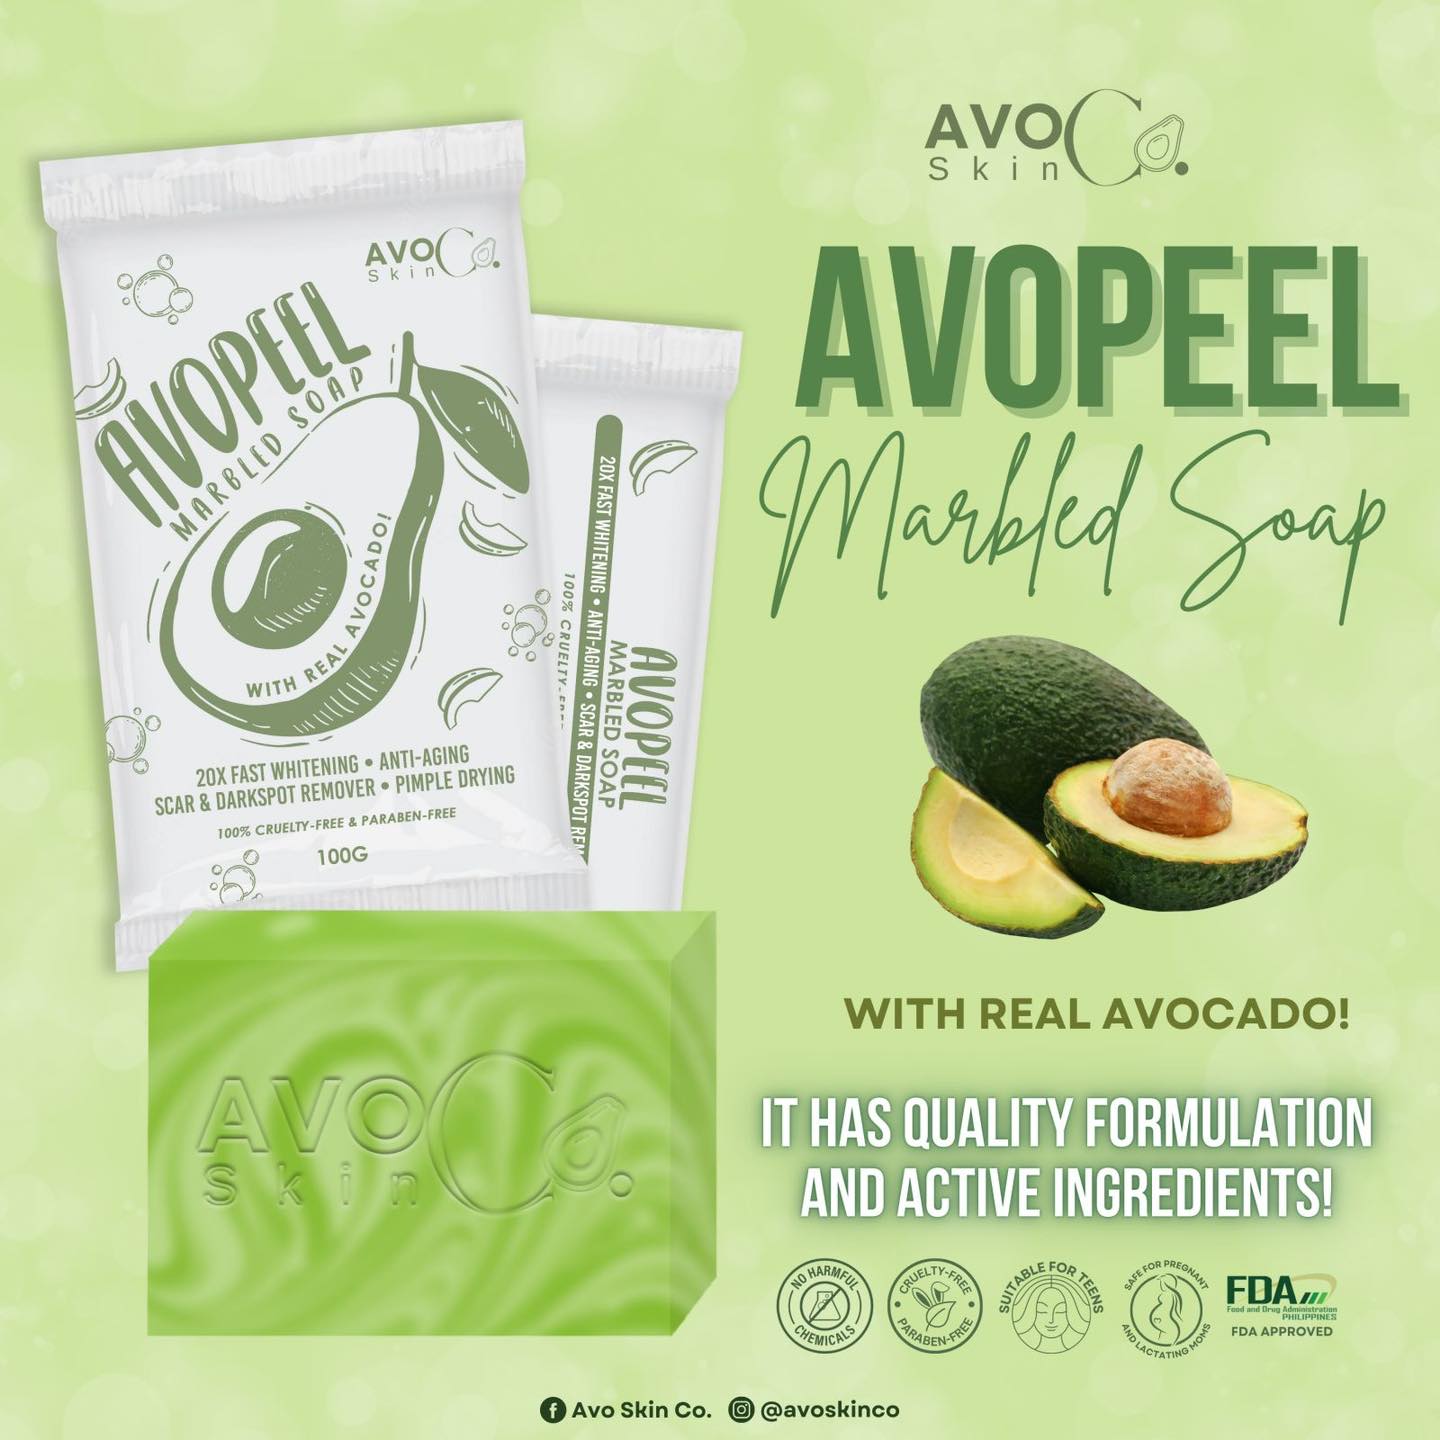 AVO Co.
Skin
AVOPEEL
Marbled Soap
AVO Co.
Skin
AVOPEEL
MARBLED SOAP
WITH REAL AVOCADO!
20X FAST WHITENING • ANTI-AGING
SCAR & DARKSPOT REMOVER • PIMPLE DRYING
100% CRUELTY-FREE & PARABEN-FREE
100G
AVOPEEL
MARBLED SOAP
20X FAST WHITENING • ANTI-AGING • SCAR & DARKSPOT REM
100% CRUELTY-FREE
AVO Co.
Skin
WITH REAL AVOCADO!
IT HAS QUALITY FORMULATION
AND ACTIVE INGREDIENTS!
NO HARMFUL
CHEMICALS
CRUELTY-FREE
PARABEN-FREE
SUITABLE FOR TEENS
SAFE FOR PREGNANT
AND LACTATING MOMS
FDA
Food and Drug Administration
PHILIPPINES
FDA APPROVED
Avo Skin Co. @avoskinco